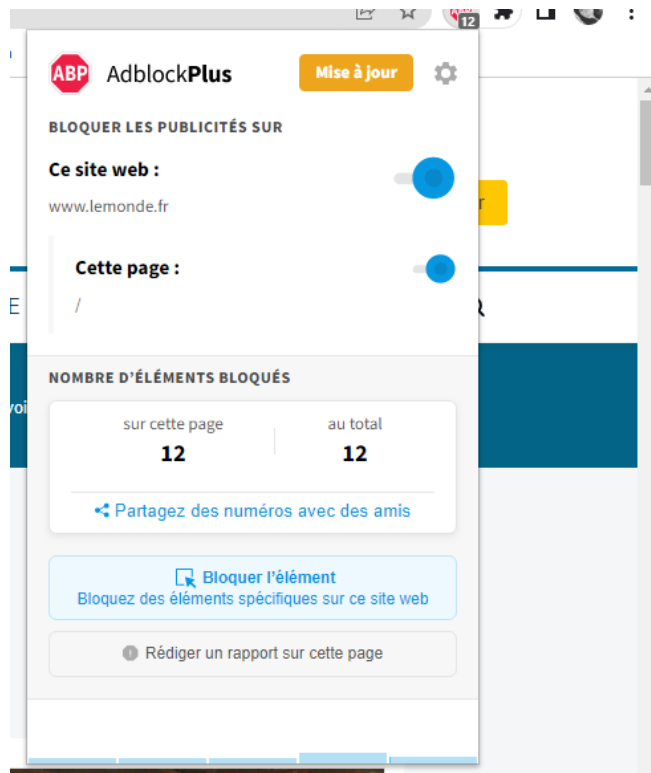 12
ABP AdblockPlus Mise à jour
BLOQUER LES PUBLICITÉS SUR
Ce site web :
www.lemonde.fr
r
Cette page :
/
E
NOMBRE D'ÉLÉMENTS BLOQUÉS
voi
sur cette page au total
12 12
Partagez des numéros avec des amis
Bloquer l'élément
Bloquez des éléments spécifiques sur ce site web
Rédiger un rapport sur cette page